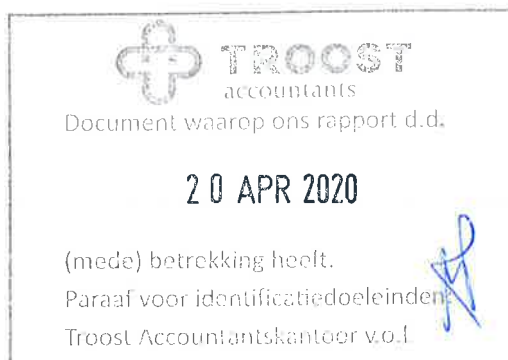 TROOST
accountants
Document waarop ons rapport d.d.
20 APR 2020
(mede) betrekking heeft.
Paraaf voor identificatiedoeleinden.
Troost Accountantskantoor v.o.f.